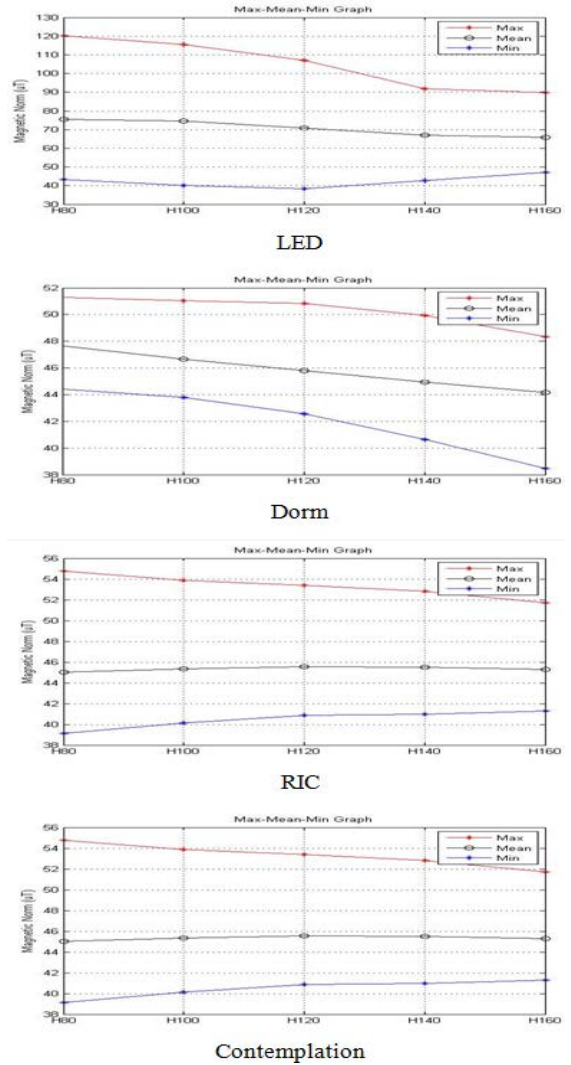 Max-Mean-Min Graph
130
120
110
100
90
80
70
60
50
40
30
Magnetic Norm (uT)
Max
Mean
Min
H80 H100 H120 H140 H160
LED
Max-Mean-Min Graph
52
50
48
46
44
42
40
38
Magnetic Norm (uT)
Max
Mean
Min
H80 H100 H120 H140 H160
Dorm
Max-Mean-Min Graph
56
54
52
50
48
46
44
42
40
38
Magnetic Norm (uT)
Max
Mean
Min
H80 H100 H120 H140 H160
RIC
Max-Mean-Min Graph
56
54
52
50
48
46
44
42
40
38
Magnetic Norm (uT)
Max
Mean
Min
H80 H100 H120 H140 H160
Contemplation